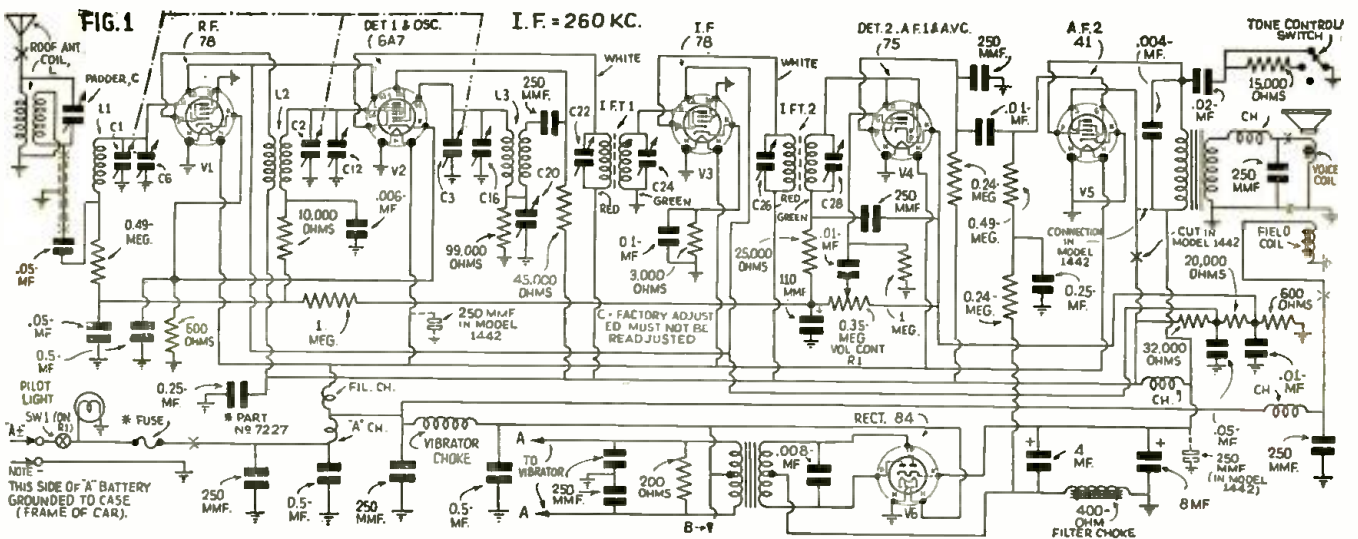 FIG.1
R.F.
78
DET 1 & OSC.
6A7
I.F. = 260 KC.
I.F
78
DET. 2. A.F.1 & A.V.C.
75
250
MMF.
A.F.2
41
.004-
MF.
TONE CONTROL
SWITCH
ROOF ANT.
COIL,
L
PADDER, C
L1
C1
C6
V1
L2
C2
C12
V2
C3
C16
L3
250
MMF.
C20
WHITE
C22
I.F.T.1
C24
RED
GREEN
V3
WHITE
I.F.T.2
C26
C28
RED
GREEN
V4
.01-
MF.
V5
.02-
MF.
15,000
OHMS
CH
250
MMF
VOICE
COIL
FIELD
COIL
.05-
MF
0.49-
MEG.
10,000
OHMS
.006-
MF
99,000
OHMS
45,000
OHMS
0.1-
MF
3,000
OHMS
25,000
OHMS
.01-
MF
250
MMF
0.24-
MEG
0.49-
MEG.
0.24-
MEG
0.25-
MF.
CONNECTION
IN
MODEL
1442
CUT IN
MODEL 1442
20,000
OHMS
600
OHMS
.05-
MF
0.5-
MF
600
OHMS
1
MEG.
250 MMF
IN MODEL
1442
C - FACTORY ADJUST
ED MUST NOT BE
READJUSTED
110
MMF
0.35-
MEG
VOL CONT
R1
1
MEG.
32,000
OHMS
.01-
MF
PILOT
LIGHT
SW1 (ON
R1)
"A±"
* FUSE
0.25-
MF.
* PART
No 7227
FIL. CH.
"A" CH.
VIBRATOR
CHOKE
A
TO
VIBRATOR
A
RECT. 84
CH.
CH
.05-
MF
NOTE -
THIS SIDE OF "A" BATTERY
GROUNDED TO CASE
(FRAME OF CAR).
250
MMF.
0.5-
MF.
250
MMF
0.5-
MF.
250
MMF.
200
OHMS
B
.008-
MF
V6
+
4
MF.
+
8 MF
400-
OHM
FILTER CHOKE
250
MMF
(IN MODEL
1442)
250
MMF.